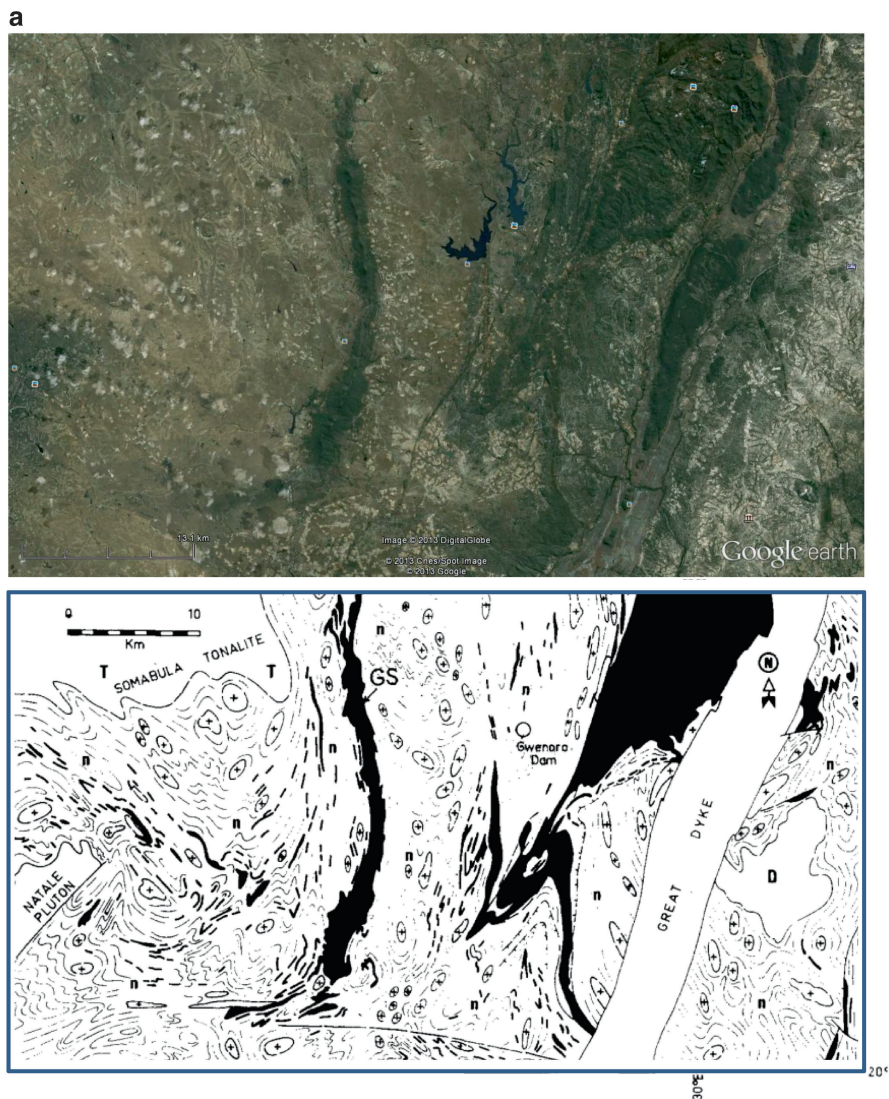 a
13.1 km
Image © 2013 DigitalGlobe
© 2013 Cnes/Spot Image
© 2013 Google
Google earth
0 10
Km
T SOMABULA TONALITE T
n
GS
n
N
n
Gwenoro
Dam
n
n
n
n
GREAT DYKE
D
NATALE
PLUTON
n
n
n
n
n
20°
30°E